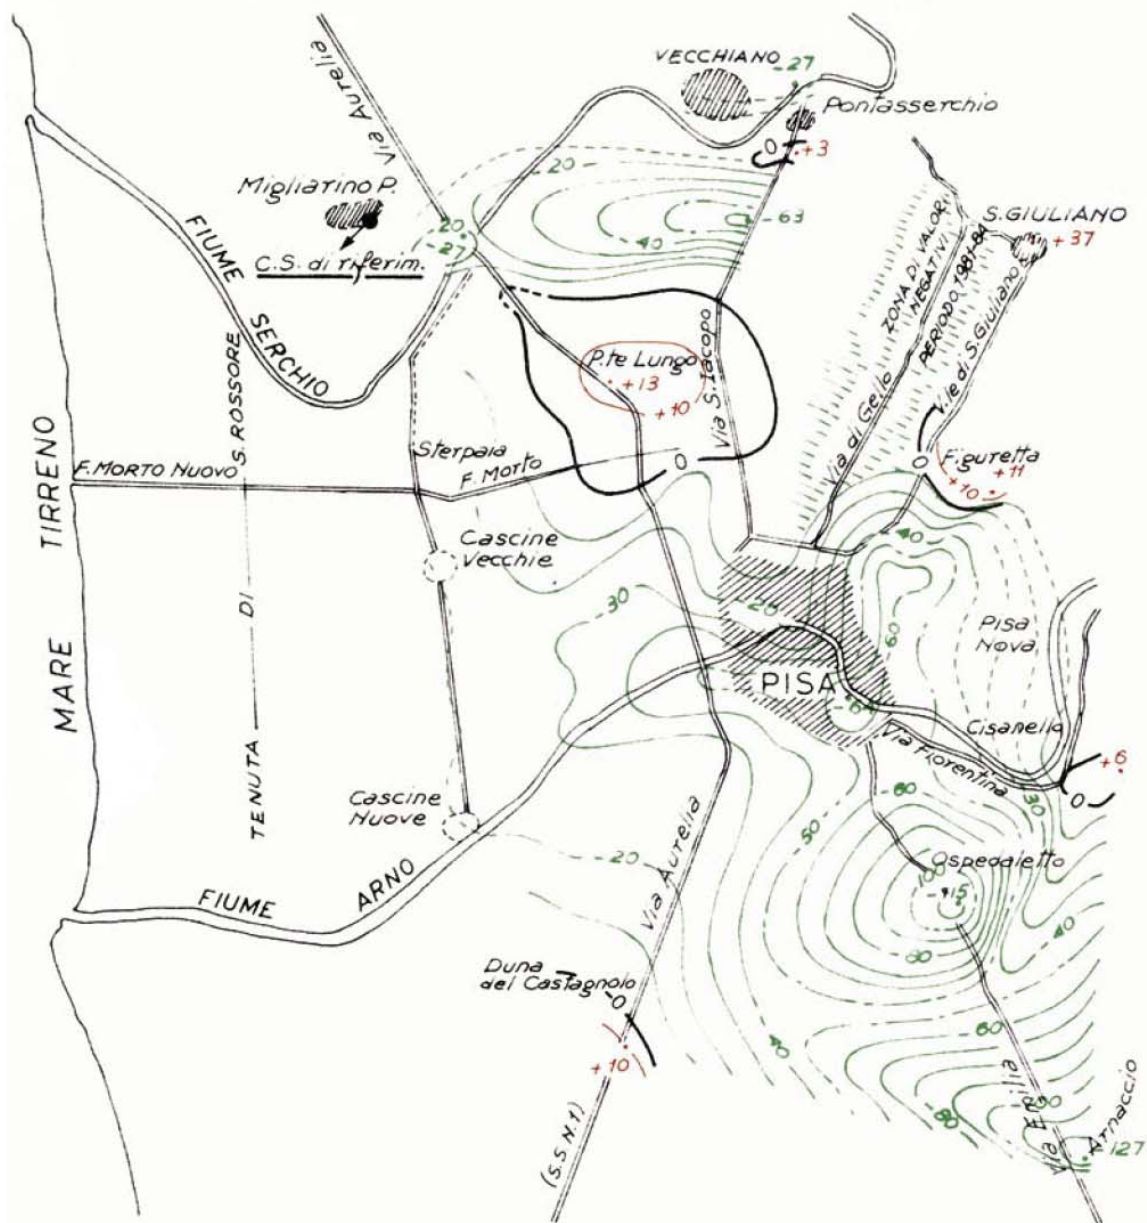 Via Aurelia
VECCHIANO
-27
Pontasserchio
0
+3
Migliarino P.
C.S. di riferim.
20
-27
-20
-40
-63
S. GIULIANO
+37
ZONA DI VALORI
NEGATIVI
PERIODO 1981-84
V.le di S. Giuliano
Via di Gello
FIUME
SERCHIO
S. ROSSORE
P.te Lungo
+13
+10
Via S. Iacopo
Sterpaia
F. MORTO NUOVO
F. MORTO
0
0
Figuretta
+11
+10
MARE TIRRENO
Cascine
Vecchie
-40
-30
-20
60
PISA
NOVA
DI
PISA
-64
Cisanello
Via Fiorentina
+6
0
30
TENUTA
Cascine
Nuove
-20
-50
-60
Ospedaletto
100
-115
FIUME
ARNO
Via Aurelia
-40
80
Duna
del Castagnolo
-0
+10
40
-60
Via Emilia
-80
Arnaccio
-127
(S.S N.1)